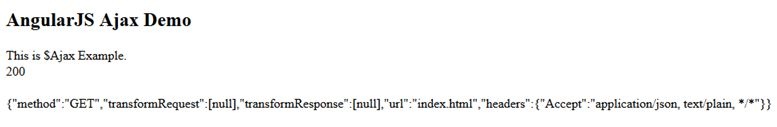 AngularJS Ajax Demo
This is $Ajax Example.
200
{"method":"GET","transformRequest":[null],"transformResponse":[null],"url":"index.html","headers":{"Accept":"application/json, text/plain, */*"}}